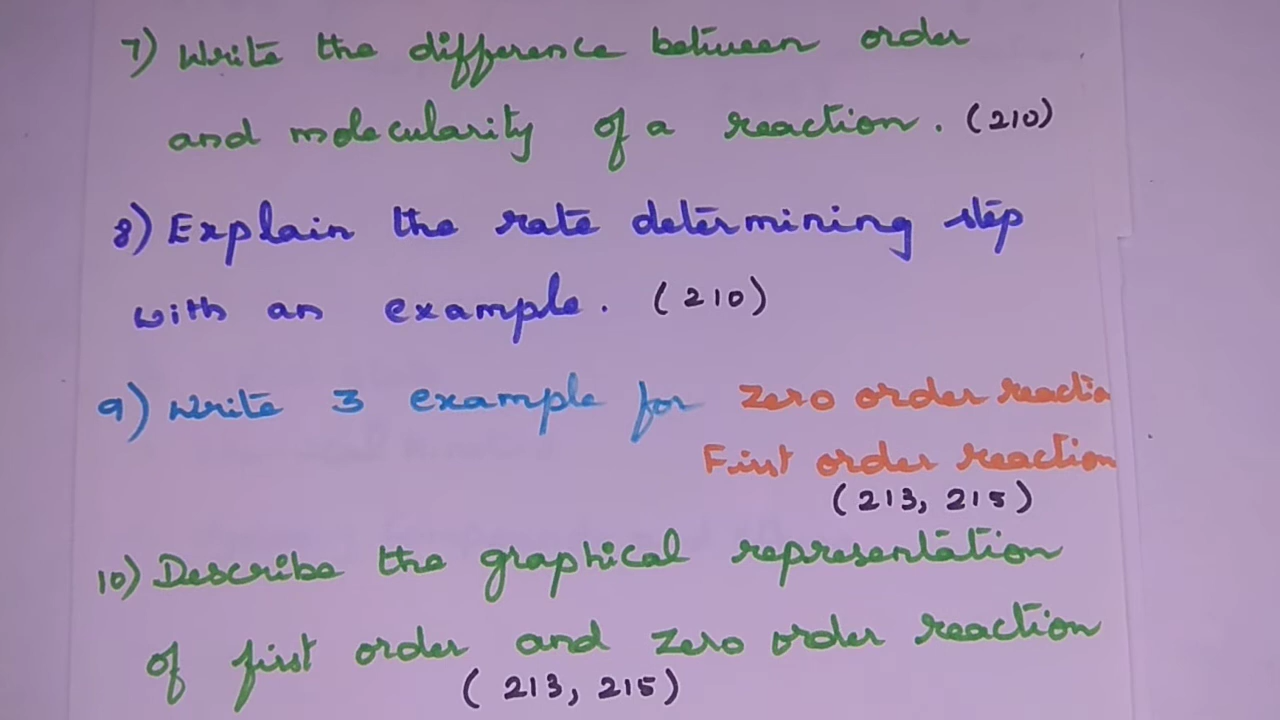 7) Write the difference between order
and molecularity of a reaction. (210)
8) Explain the rate determining step
with an example. (210)
9) Write 3 example for Zero order reactio
First order reaction
(213, 215)
10) Describe the graphical representation
of first order and Zero order reaction
(213, 215)